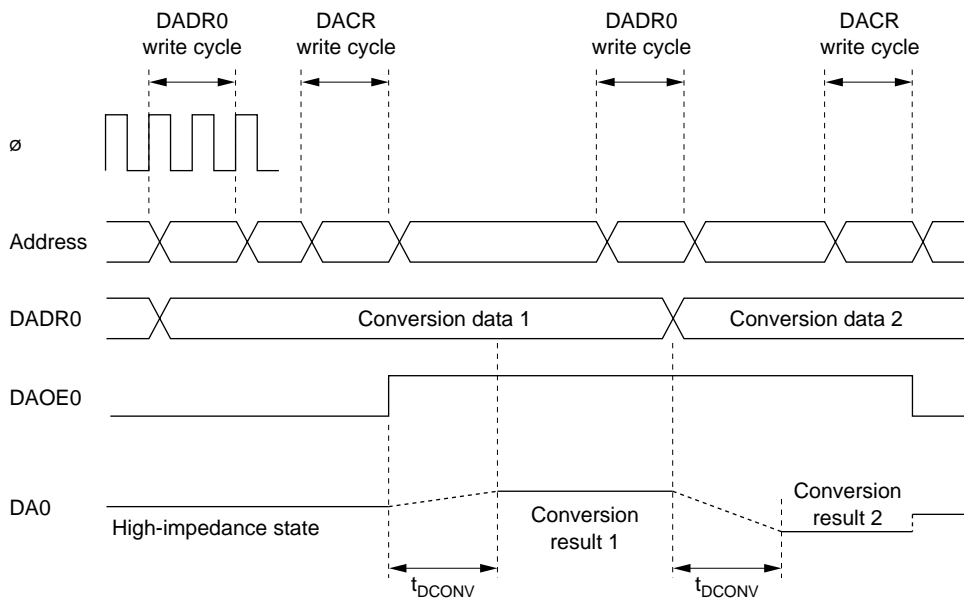 DADR0
write cycle
DACR
write cycle
DADR0
write cycle
DACR
write cycle
ø
Address
DADR0
Conversion data 1
Conversion data 2
DAOE0
DA0
High-impedance state
Conversion
result 1
Conversion
result 2
tDCONV
tDCONV